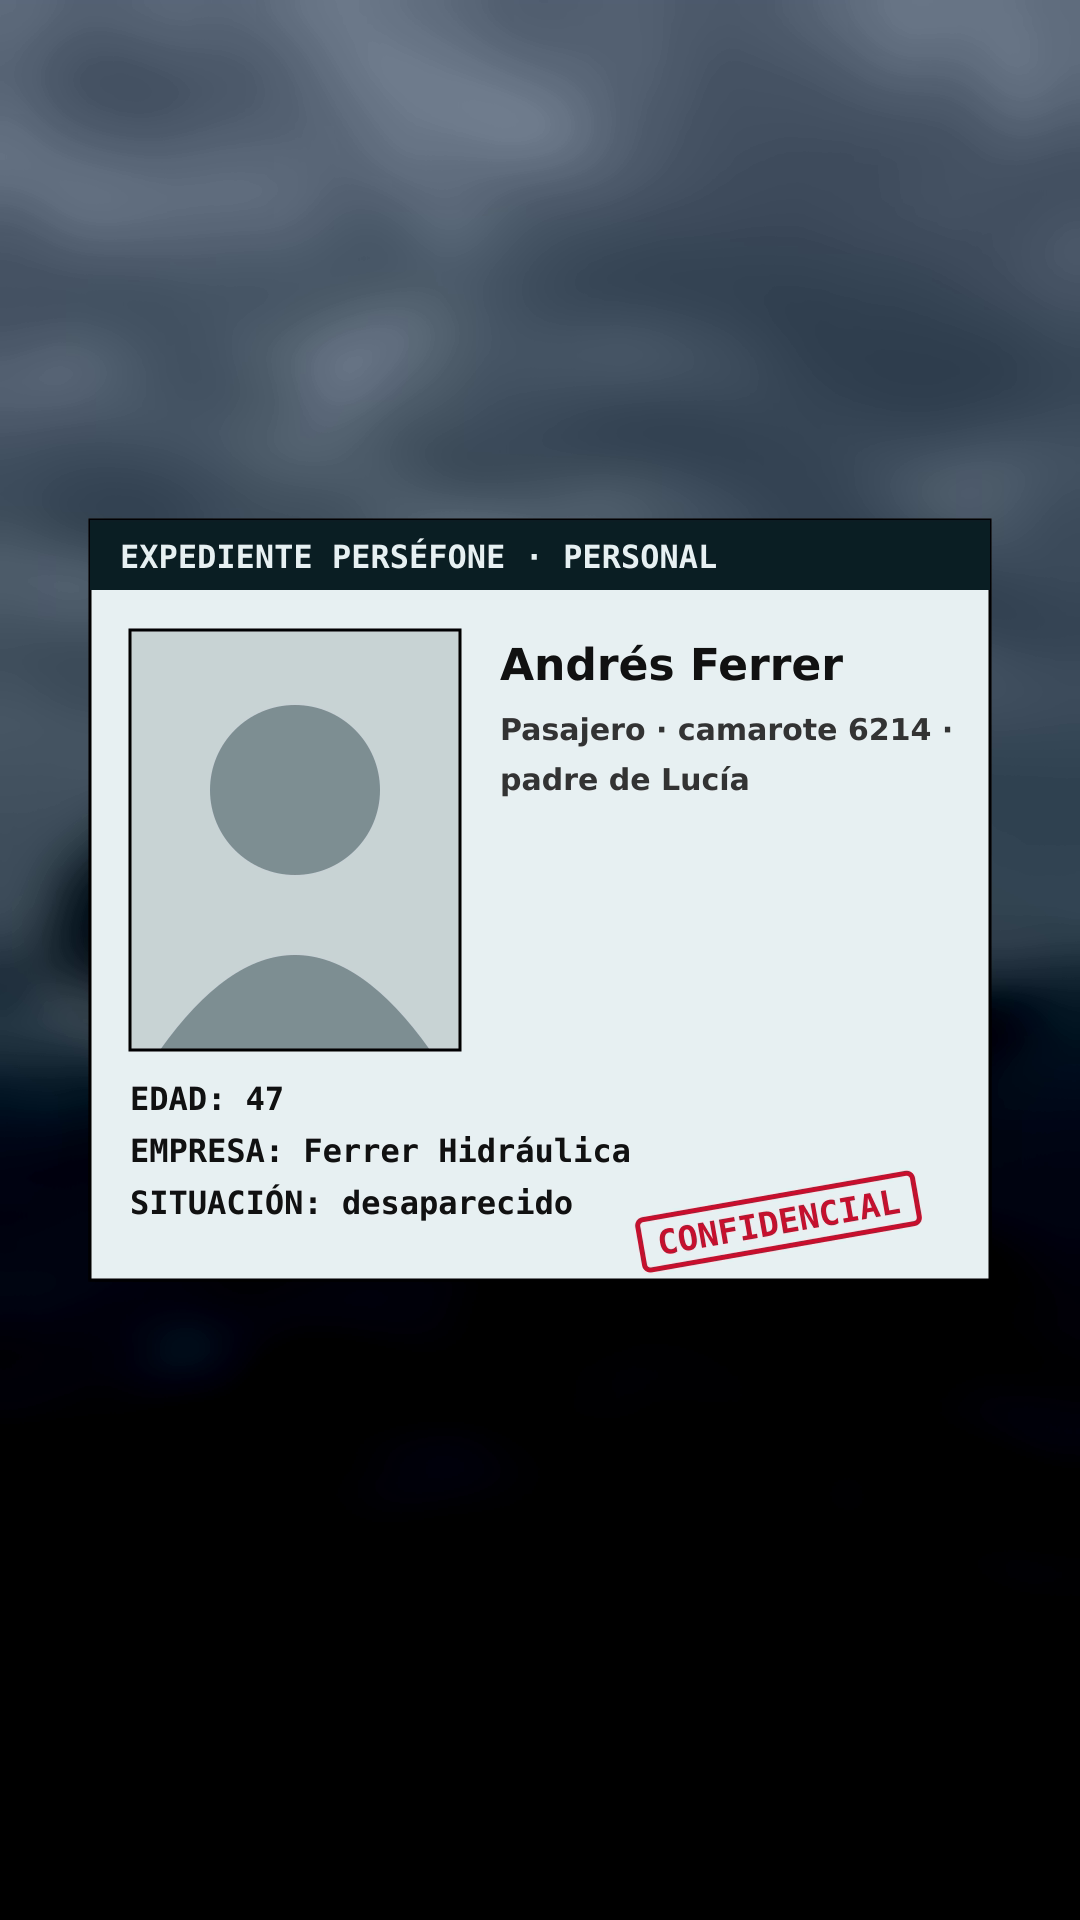 EXPEDIENTE PERSÉFONE · PERSONAL
Andrés Ferrer
Pasajero · camarote 6214 ·
padre de Lucía
EDAD: 47
EMPRESA: Ferrer Hidráulica
SITUACIÓN: desaparecido
CONFIDENCIAL